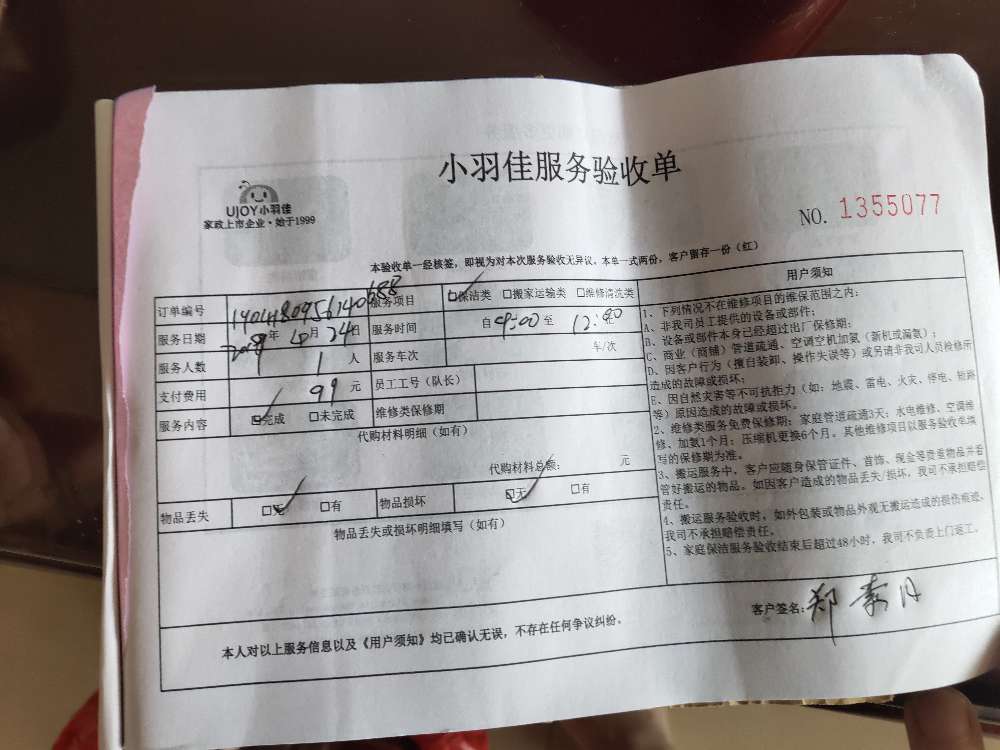 小羽佳服务验收单
UJOY小羽佳
家政上市企业·始于1999
NO. 1355077
本验收单一经核签，即视为对本次服务验收无异议。本单一式两份，客户留存一份（红）
订单编号 服务项目 保洁类 搬家运输类 维修清洗类
服务日期 年 月 24日 服务时间 自 至 12:
服务人数 1 人 服务车次 车/次
支付费用 99 元 员工工号（队长）
服务内容 完成 未完成 维修类保修期
代购材料明细（如有）
代购材料总额： 元
物品丢失 无 有 物品损坏 无 有
物品丢失或损坏明细填写（如有）
用户须知
1、下列情况不在维修项目的维保范围之内：
A、非我司员工提供的设备或部件；
B、设备或部件本身已经超过出厂保修期；
C、商业（商铺）管道疏通、空调空机加氨（新机或漏氨）；
D、因客户行为（擅自装卸、操作失误等）或另请非我司人员检修所
造成的故障或损坏；
E、因自然灾害等不可抗拒力（如：地震、雷电、火灾、停电、短路
等）原因造成的故障或损坏。
2、维修类服务免费保修期：家庭管道疏通3天；水电维修、空调维
修、加氨1个月；压缩机更换6个月。其他维修项目以服务验收单填
写的保修期为准。
3、搬运服务中，客户应随身保管证件、首饰、现金等贵重物品并看
管好搬运的物品。如因客户造成的物品丢失/损坏，我司不承担赔偿
责任。
4、搬运服务验收时，如外包装或物品外观无搬运造成的损伤痕迹，
我司不承担赔偿责任。
5、家庭保洁服务验收结束后超过48小时，我司不负责上门返工。
客户签名：郑
本人对以上服务信息以及《用户须知》均已确认无误，不存在任何争议纠纷。